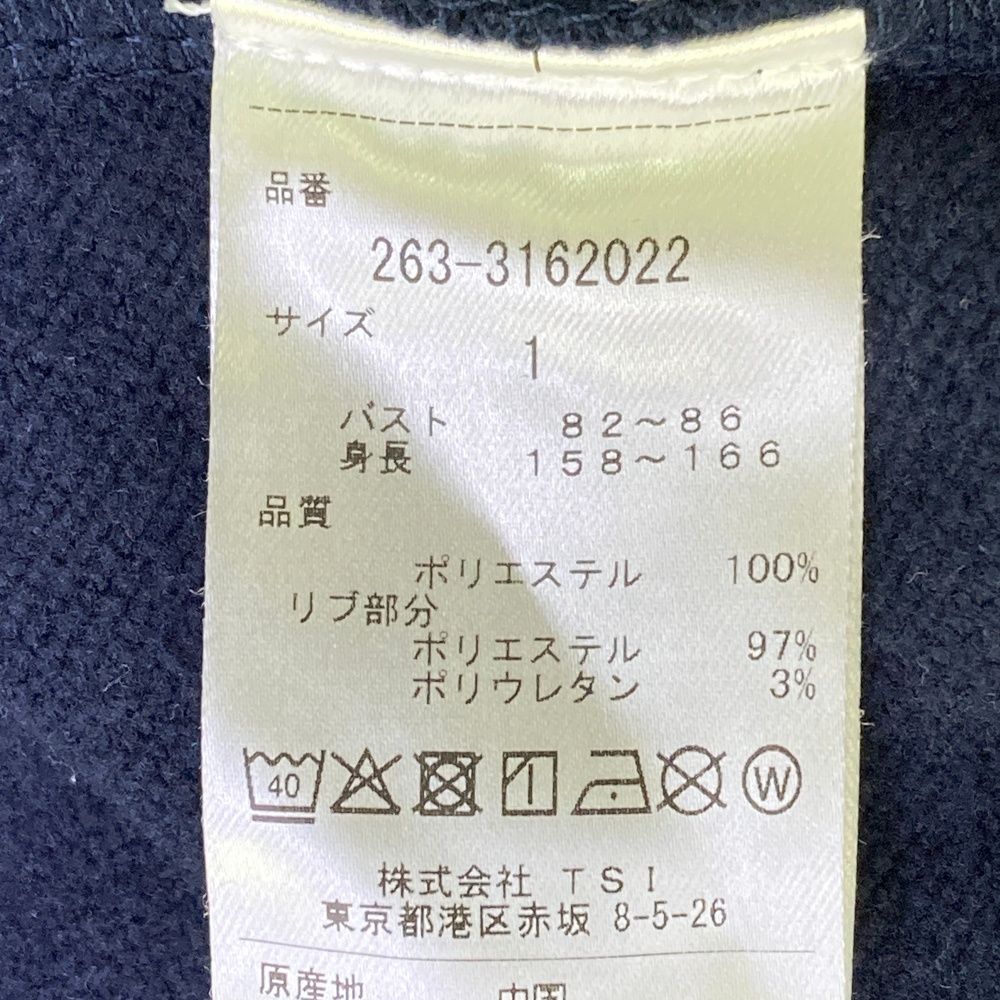 品番
263-3162022
サイズ
1
バスト 82～86
身長 158～166
品質
ポリエステル 100%
リブ部分
ポリエステル 97%
ポリウレタン 3%
40 W
株式会社 TSI
東京都港区赤坂 8-5-26
原産地 中国